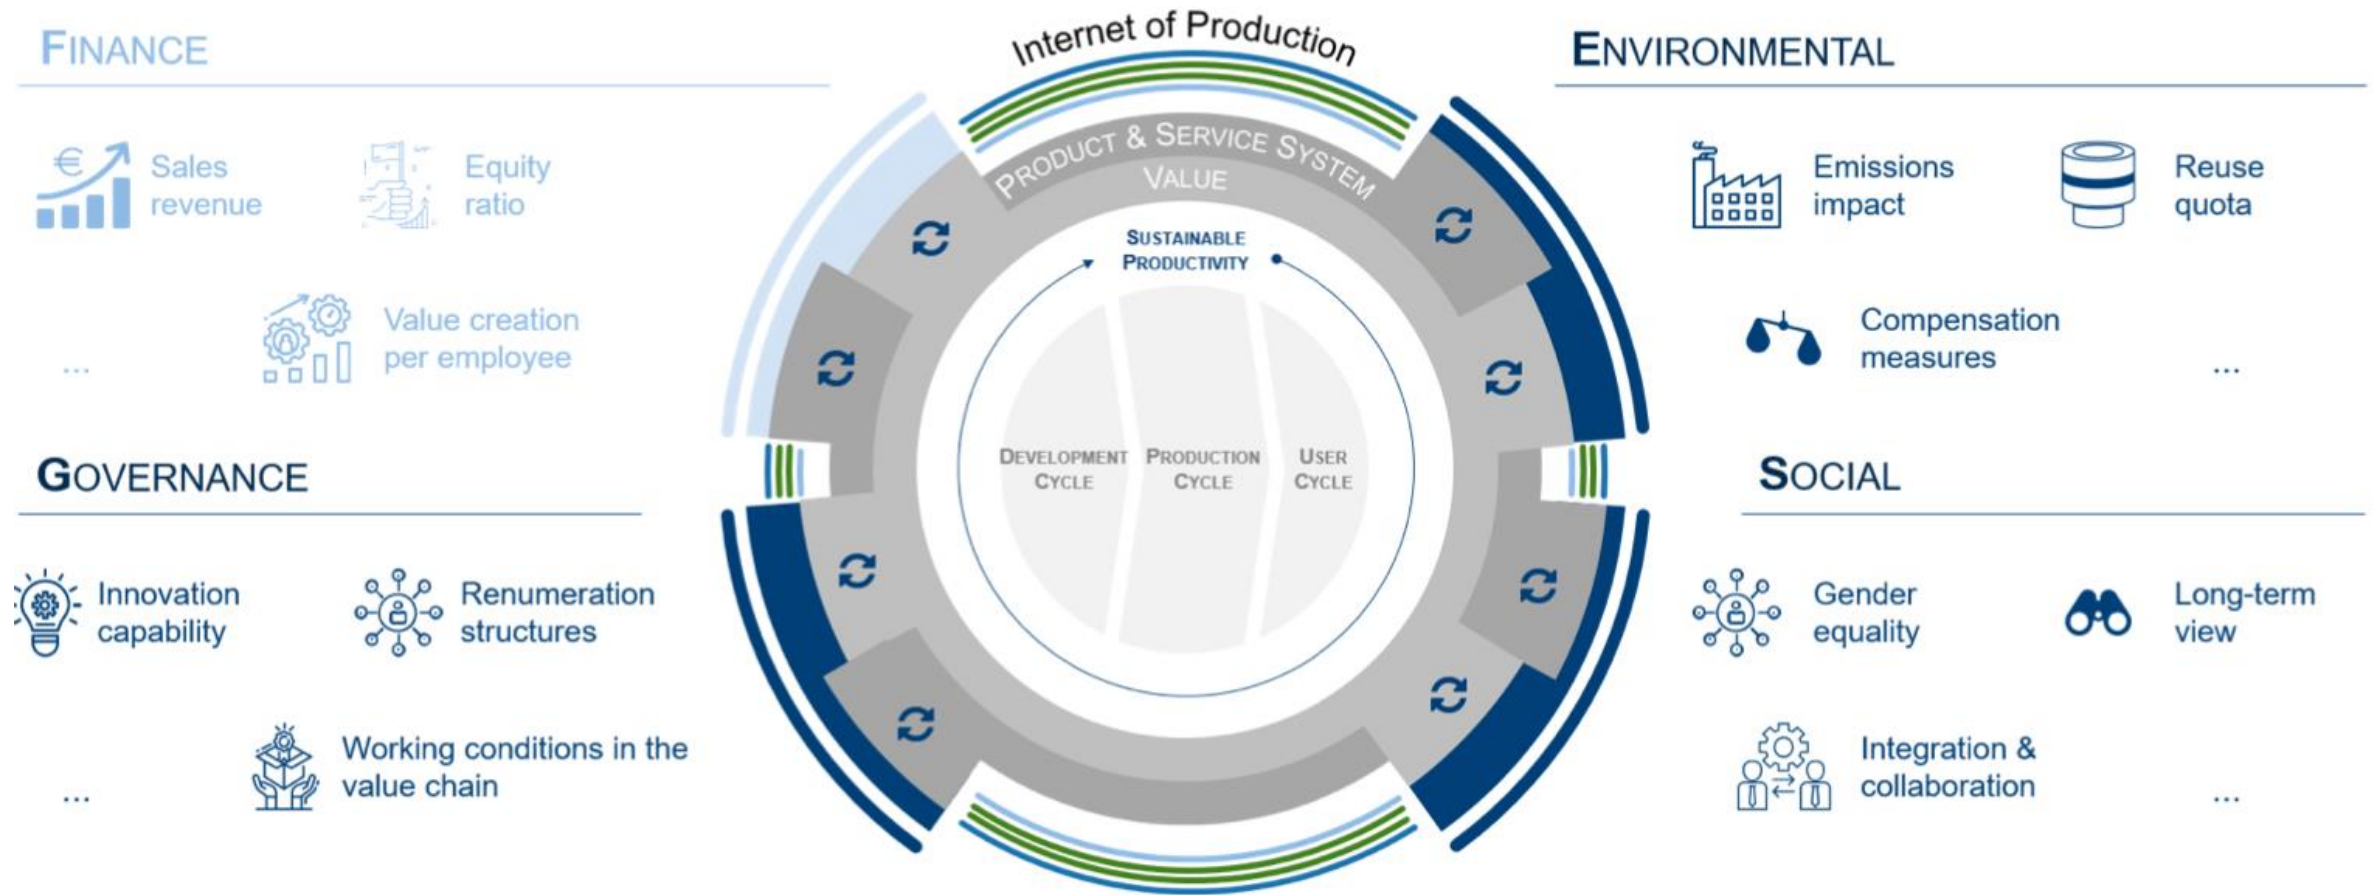 FINANCE
€
Sales
revenue
Equity
ratio
Value creation
per employee
...
GOVERNANCE
Innovation
capability
Renumeration
structures
Working conditions in the
value chain
...
Internet of Production
PRODUCT & SERVICE SYSTEM
VALUE
SUSTAINABLE
PRODUCTIVITY
DEVELOPMENT
CYCLE
PRODUCTION
CYCLE
USER
CYCLE
ENVIRONMENTAL
Emissions
impact
Reuse
quota
Compensation
measures
...
SOCIAL
Gender
equality
Long-term
view
Integration &
collaboration
...